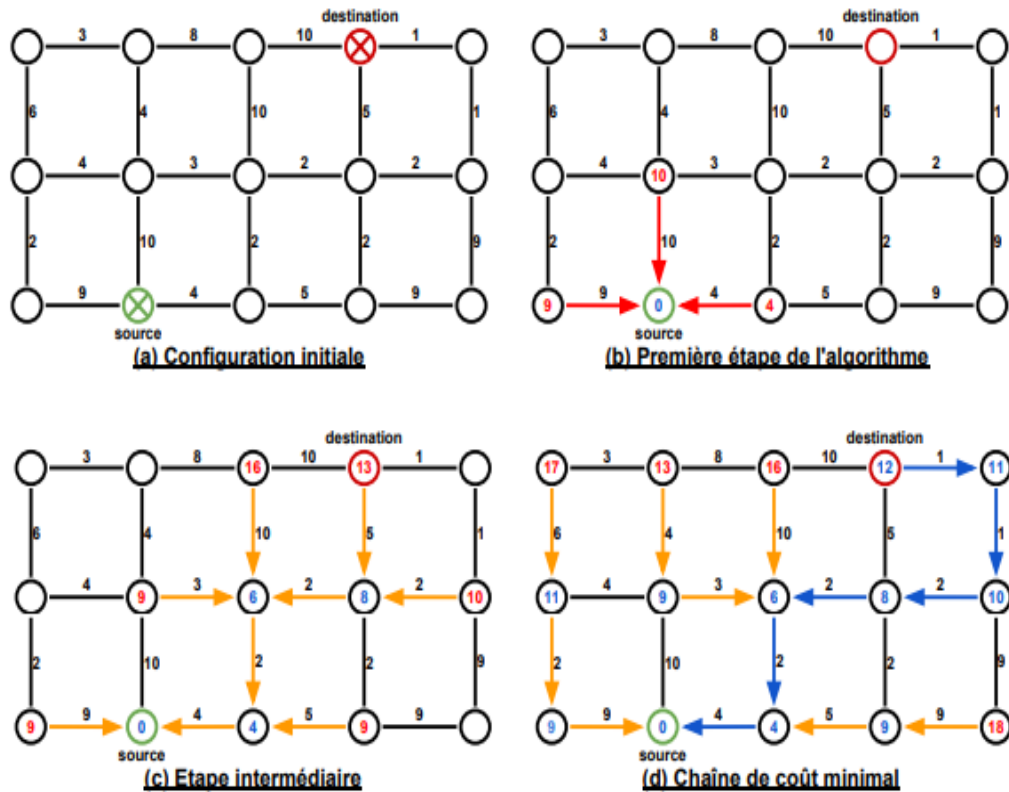 destination
3 8 10 1
6 4 10 5 1
4 3 2 2
2 10 2 2 9
9 4 5 9
source
(a) Configuration initiale
destination
3 8 10 1
6 4 10 5 1
4 3 2 2
10
2 10 2 2 9
9 4 5 9
9 0 4
source
(b) Première étape de l'algorithme
destination
3 8 10 1
16 13
6 4 10 5 1
4 3 2 2
9 6 8 10
2 10 2 2 9
9 4 5 9
9 0 4 9
source
(c) Etape intermédiaire
destination
3 8 10 1
17 13 16 12 11
6 4 10 5 1
4 3 2 2
11 9 6 8 10
2 10 2 2 9
9 4 5 9
9 0 4 9 18
source
(d) Chaîne de coût minimal